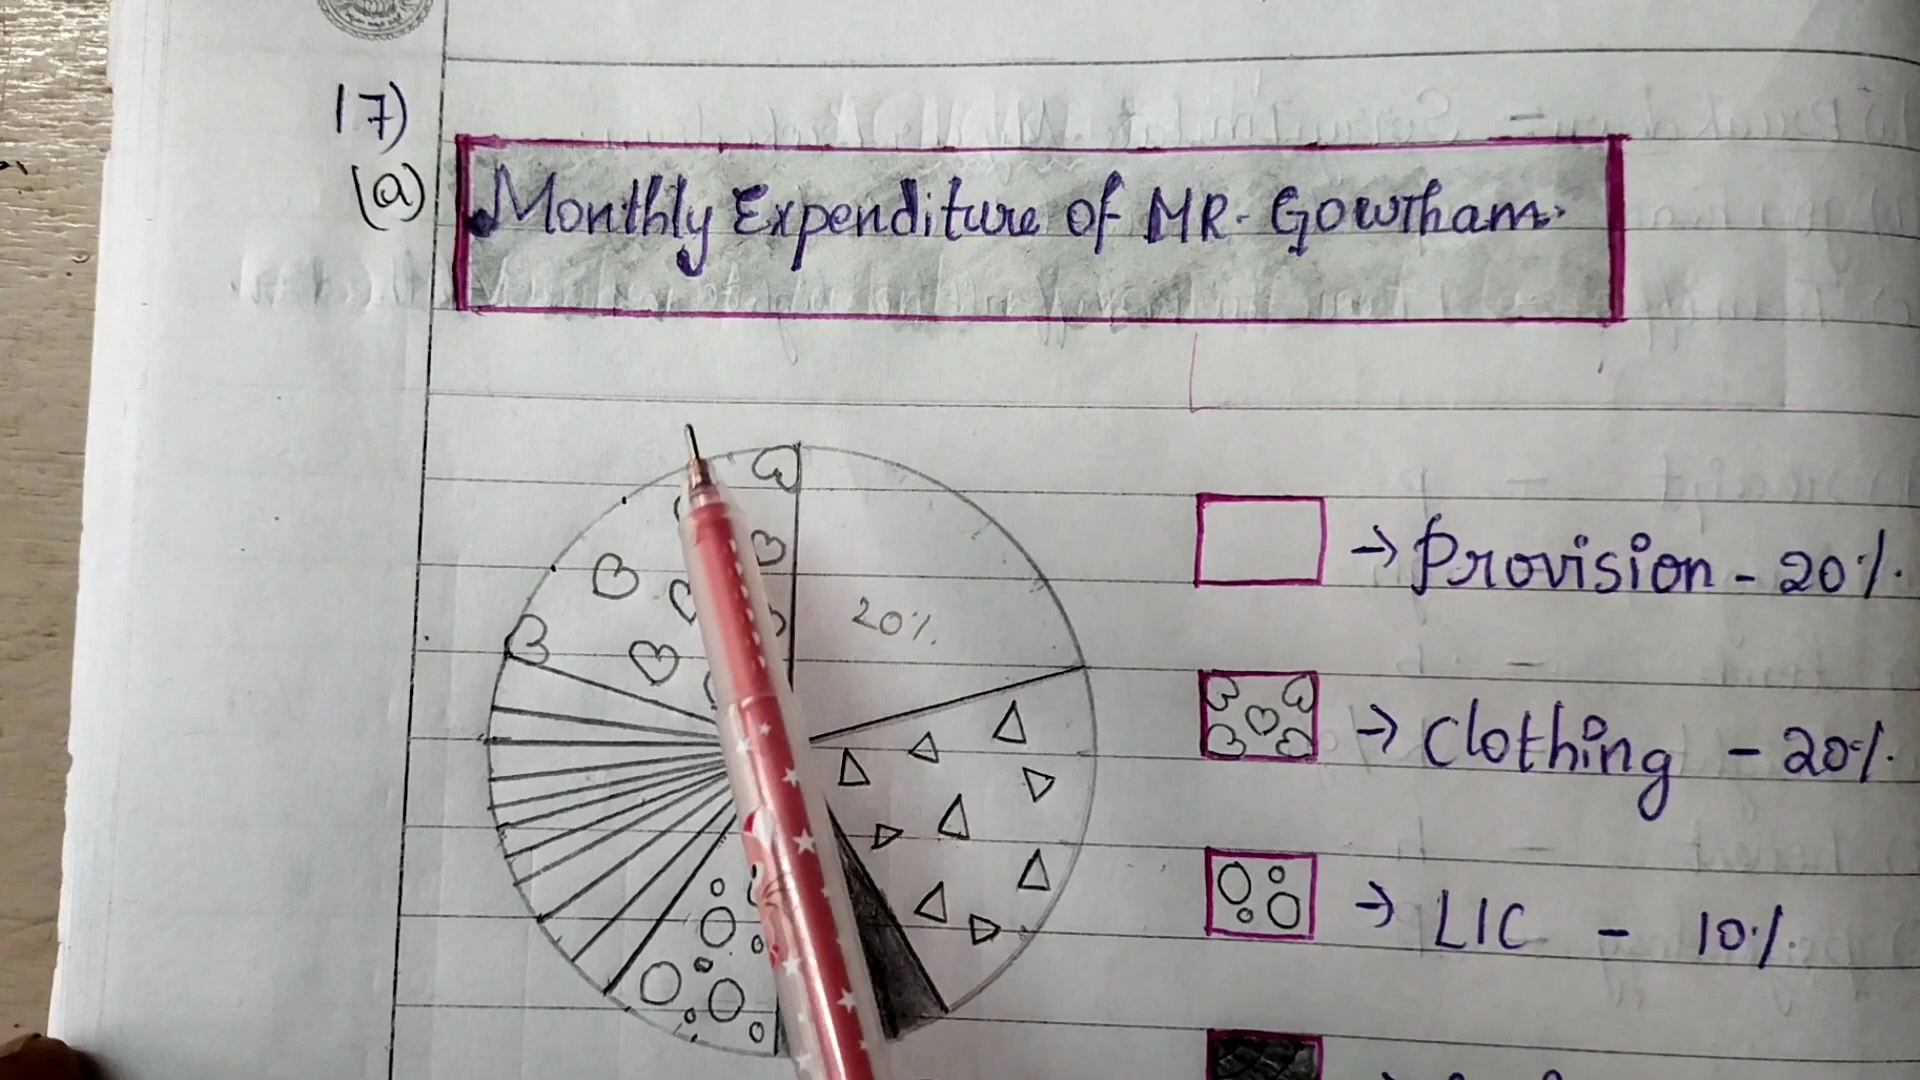 17)
(a)
Monthly Expenditure of MR. Gowtham.
20%.
→ Provision - 20%.
→ Clothing - 20%.
→ LIC - 10%.